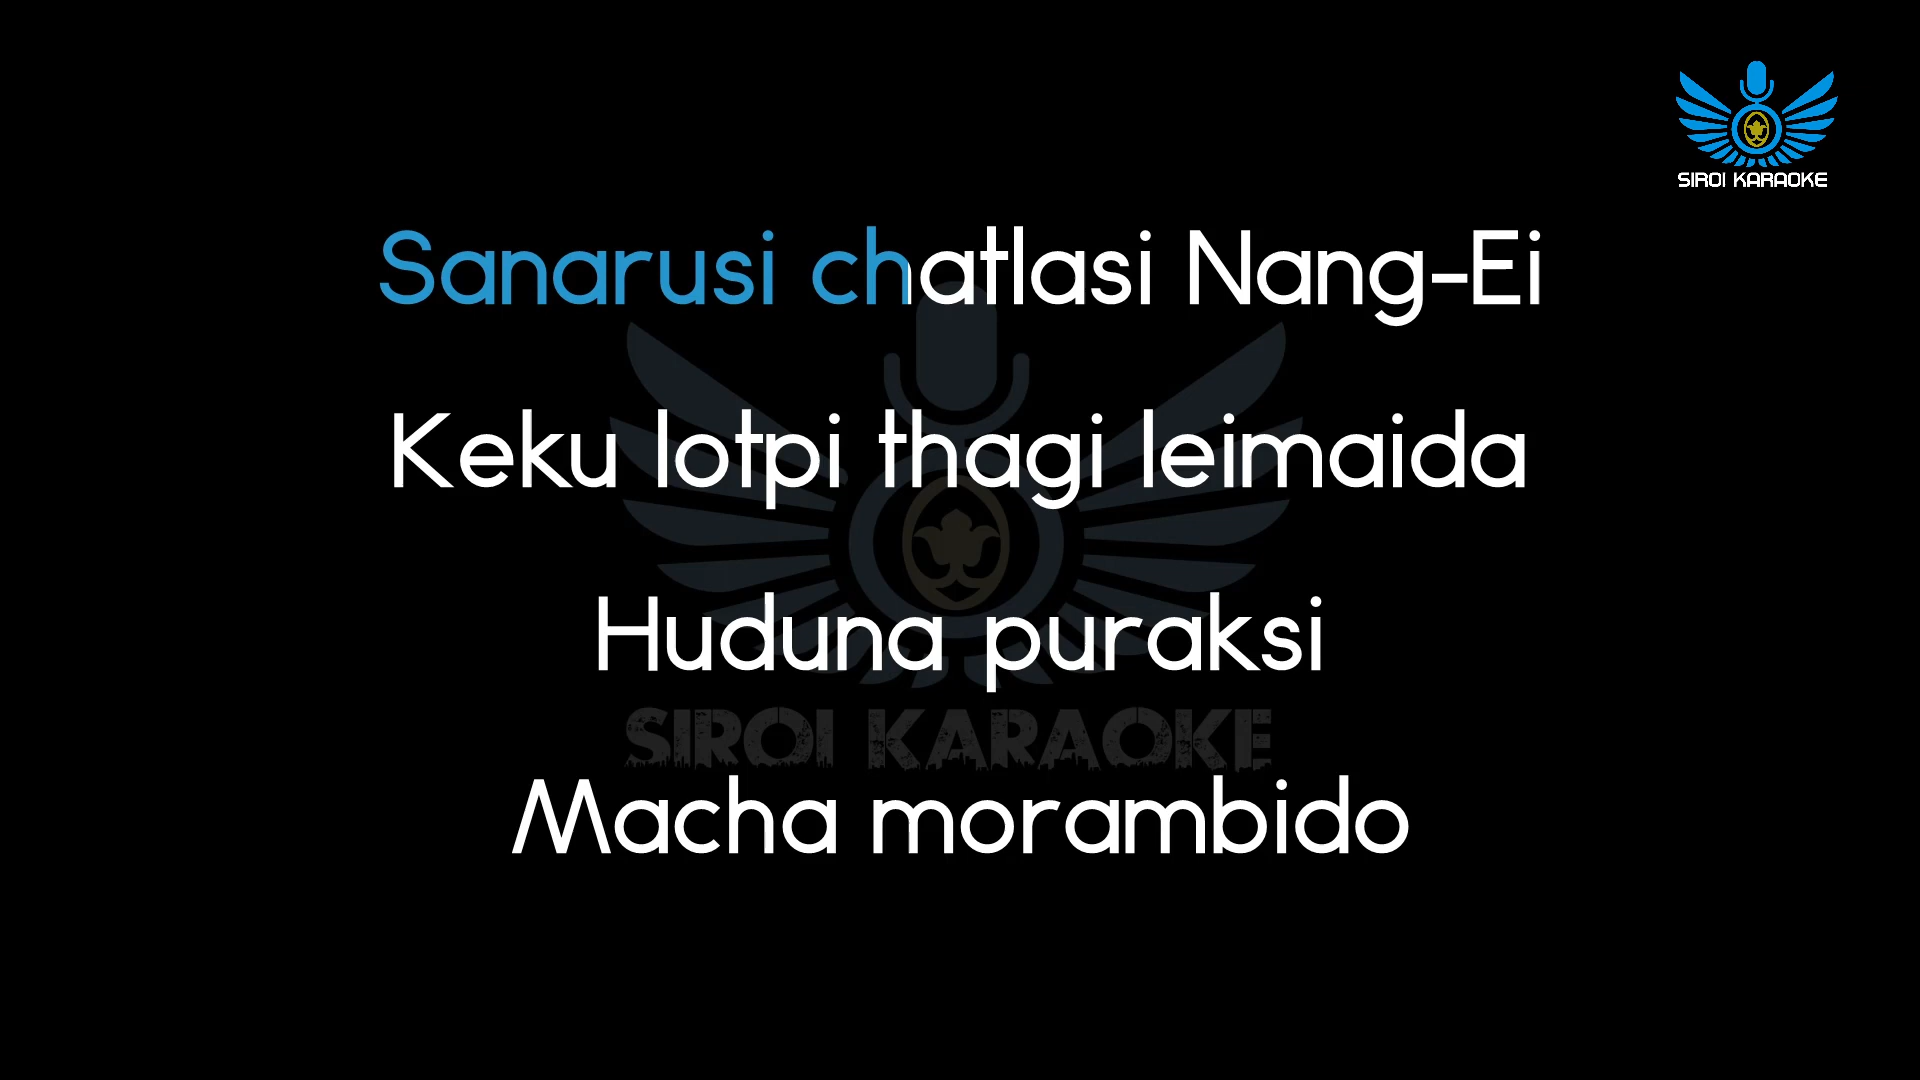 SIROI KARAOKE
Sanarusi chatlasi Nang-Ei
Keku lotpi thagi leimaida
Huduna puraksi
SIROI KARAOKE
Macha morambido